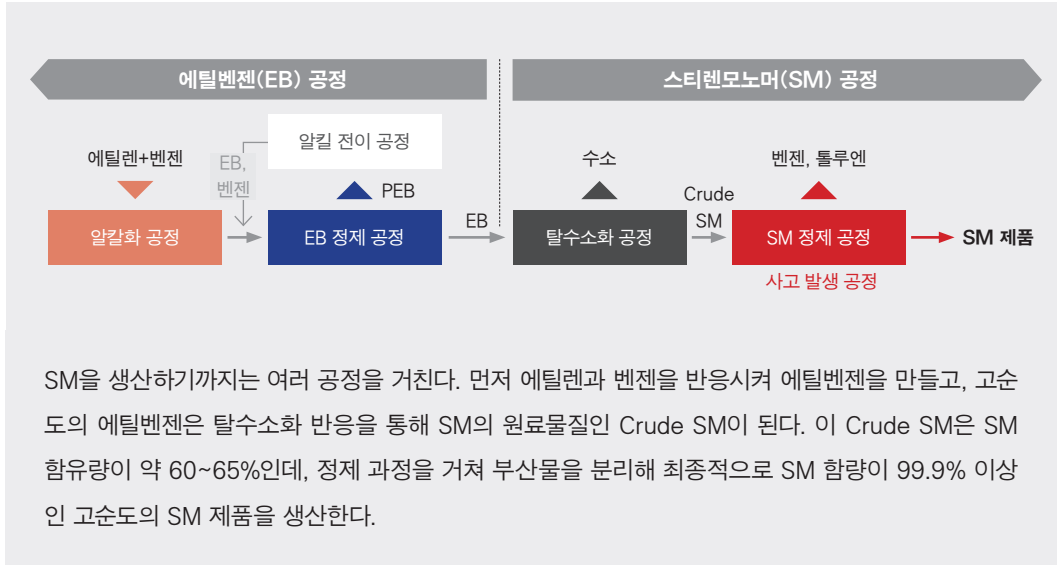 에틸벤젠(EB) 공정
스티렌모노머(SM) 공정
에틸렌+벤젠
EB,
벤젠
알킬 전이 공정
PEB
수소
Crude
SM
벤젠, 톨루엔
알칼화 공정
EB 정제 공정
EB
탈수소화 공정
SM 정제 공정
SM 제품
사고 발생 공정
SM을 생산하기까지는 여러 공정을 거친다. 먼저 에틸렌과 벤젠을 반응시켜 에틸벤젠을 만들고, 고순
도의 에틸벤젠은 탈수소화 반응을 통해 SM의 원료물질인 Crude SM이 된다. 이 Crude SM은 SM
함유량이 약 60~65%인데, 정제 과정을 거쳐 부산물을 분리해 최종적으로 SM 함량이 99.9% 이상
인 고순도의 SM 제품을 생산한다.